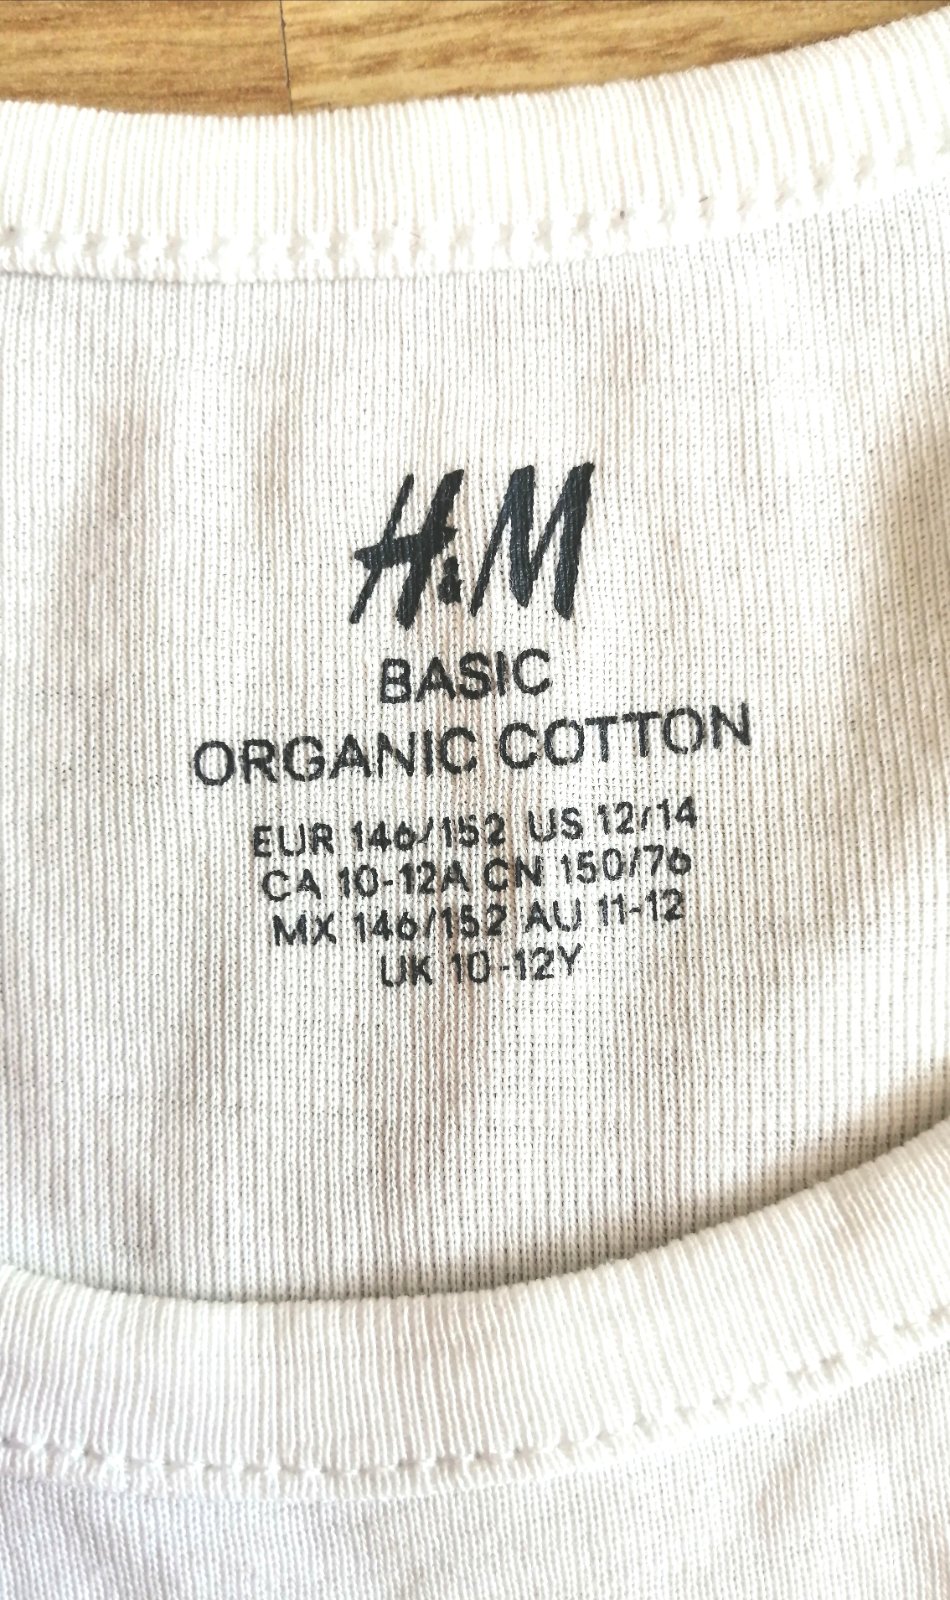 H&M
BASIC
ORGANIC COTTON
EUR 146/152 US 12/14
CA 10-12A CN 150/76
MX 146/152 AU 11-12
UK 10-12Y